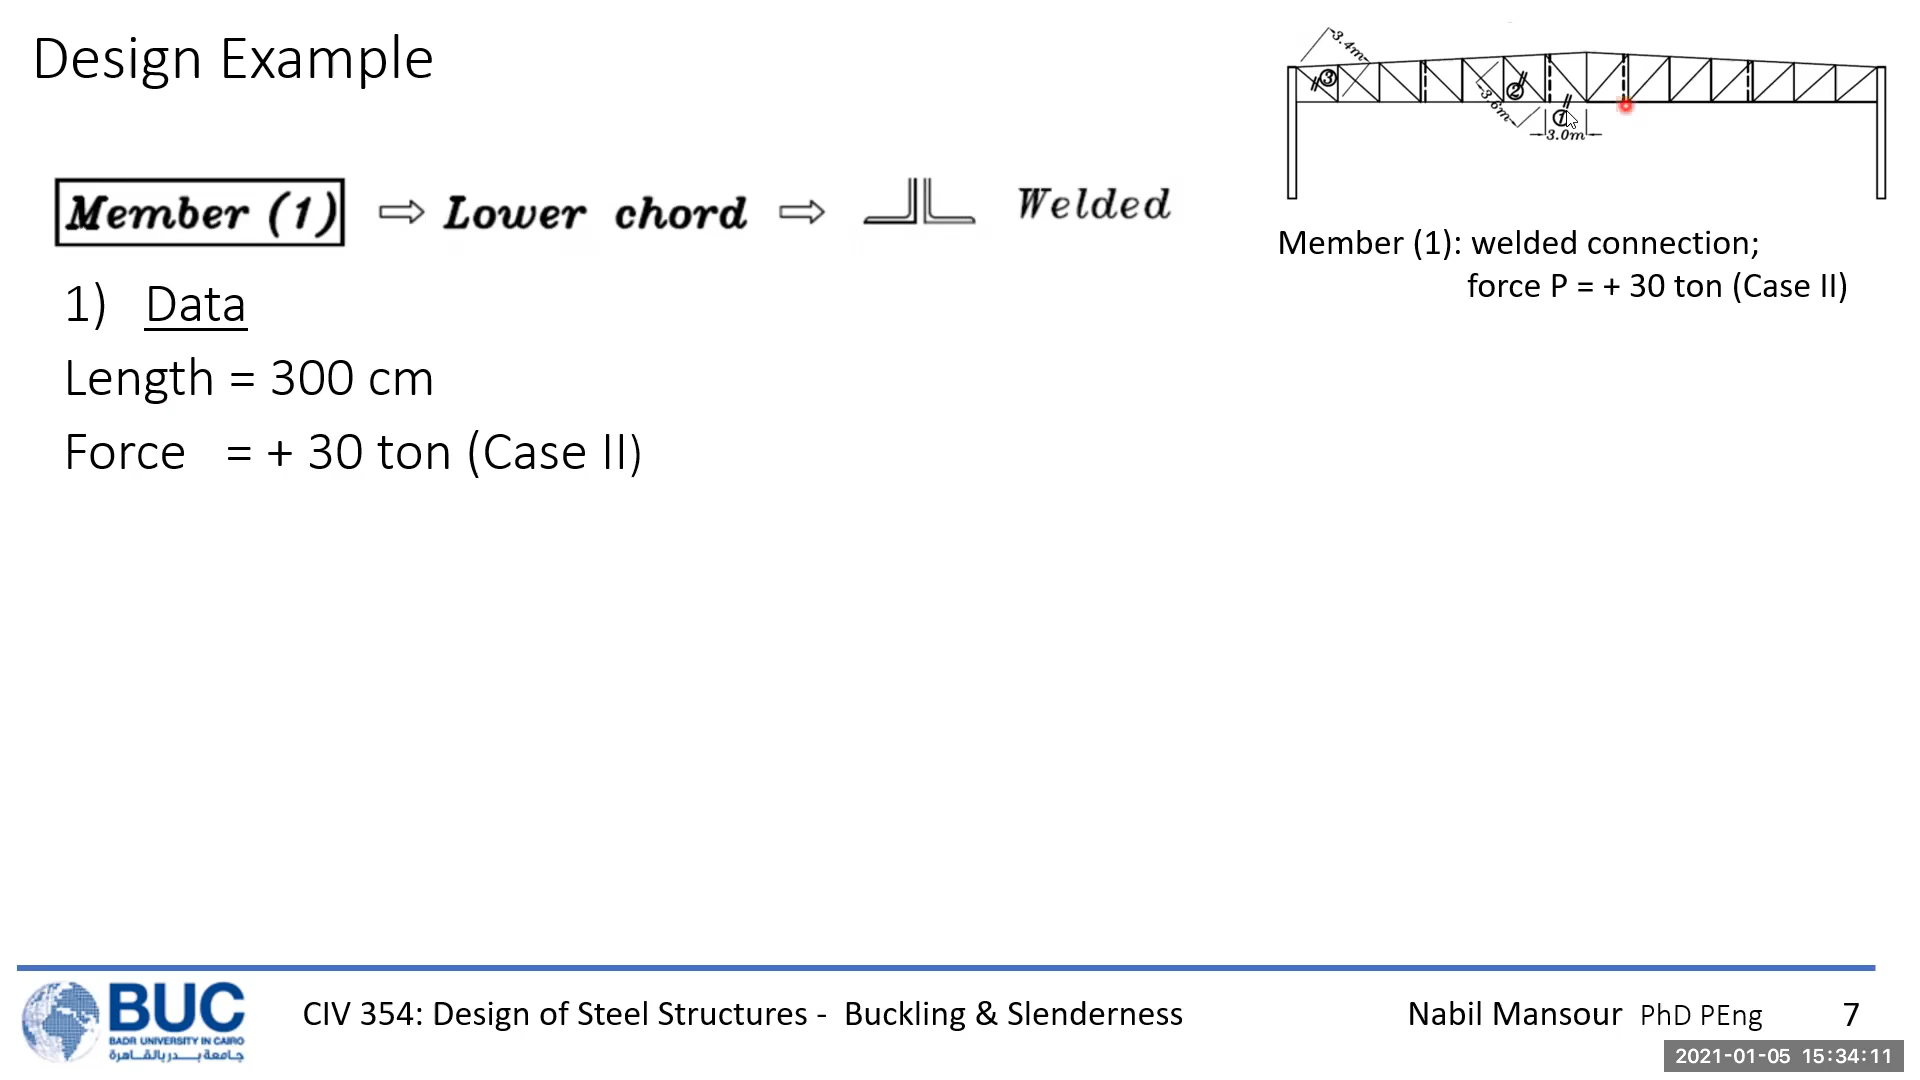 Design Example
3.4m
3
2
3.6m
1
3.0m
Member (1) ⇨ Lower chord ⇨ Welded
Member (1): welded connection;
force P = + 30 ton (Case II)
1) Data
Length = 300 cm
Force = + 30 ton (Case II)
BUC
BADR UNIVERSITY IN CAIRO
جامعة بدر بالقاهرة
CIV 354: Design of Steel Structures - Buckling & Slenderness
Nabil Mansour PhD PEng 7
2021-01-05 15:34:11